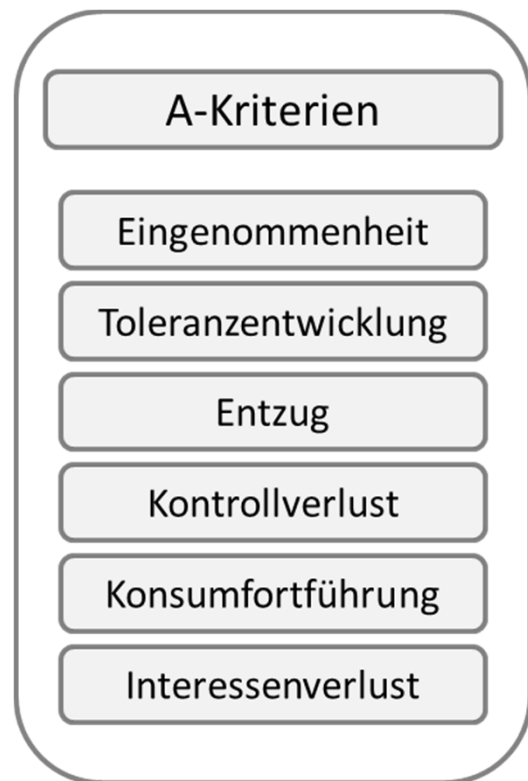 A-Kriterien
Eingenommenheit
Toleranzentwicklung
Entzug
Kontrollverlust
Konsumfortführung
Interessenverlust